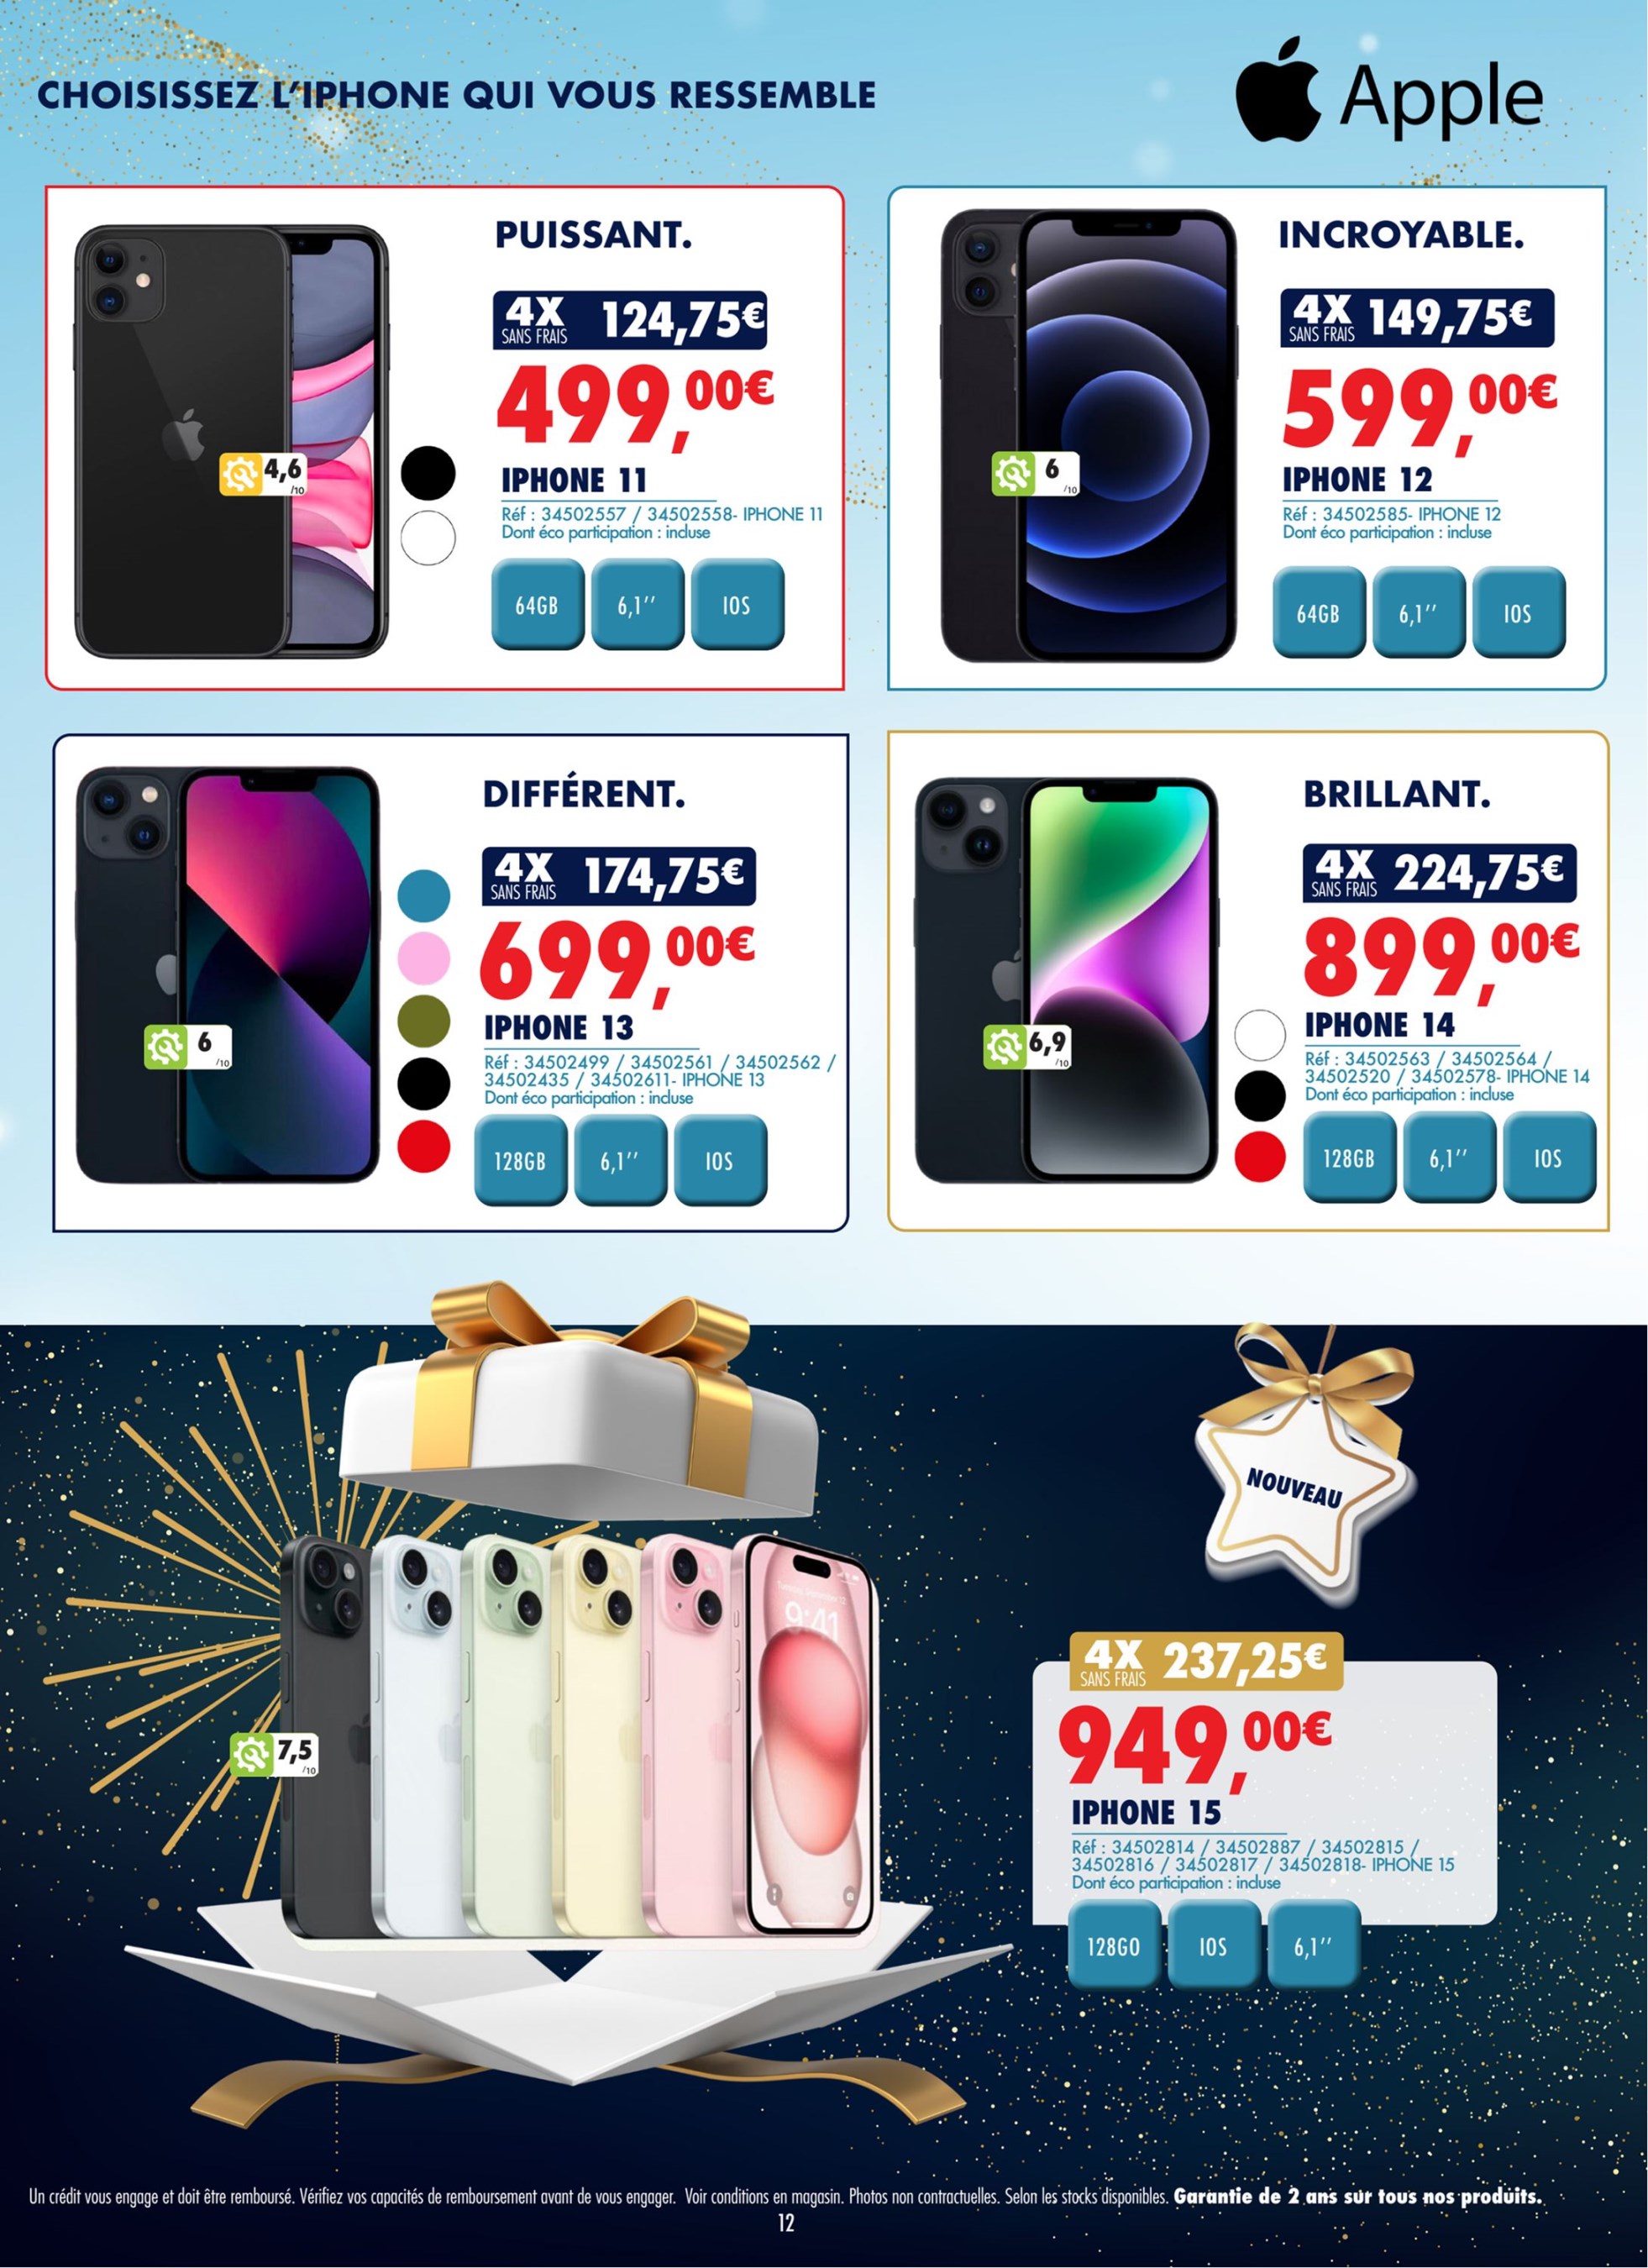 CHOISISSEZ L'IPHONE QUI VOUS RESSEMBLE
Apple
PUISSANT.
4X
SANS FRAIS
124,75€
499,00€
4,6
/10
IPHONE 11
Réf : 34502557 / 34502558- IPHONE 11
Dont éco participation : incluse
64GB
6,1’’
IOS
INCROYABLE.
4X
SANS FRAIS
149,75€
599,00€
6
/10
IPHONE 12
Réf : 34502585- IPHONE 12
Dont éco participation : incluse
64GB
6,1’’
IOS
DIFFÉRENT.
4X
SANS FRAIS
174,75€
699,00€
6
/10
IPHONE 13
Réf : 34502499 / 34502561 / 34502562 /
34502435 / 34502611- IPHONE 13
Dont éco participation : incluse
128GB
6,1’’
IOS
BRILLANT.
4X
SANS FRAIS
224,75€
899,00€
6,9
/10
IPHONE 14
Réf : 34502563 / 34502564 /
34502520 / 34502578- IPHONE 14
Dont éco participation : incluse
128GB
6,1’’
IOS
NOUVEAU
9:41
7,5
/10
4X
SANS FRAIS
237,25€
949,00€
IPHONE 15
Réf : 34502814 / 34502887 / 34502815 /
34502816 / 34502817 / 34502818- IPHONE 15
Dont éco participation : incluse
128GO
IOS
6,1’’
Un crédit vous engage et doit être remboursé. Vérifiez vos capacités de remboursement avant de vous engager. Voir conditions en magasin. Photos non contractuelles. Selon les stocks disponibles. Garantie de 2 ans sur tous nos produits.
12